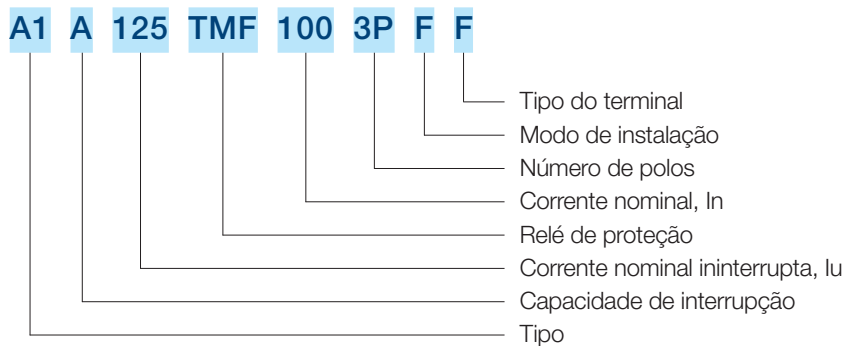 A1 A 125 TMF 100 3P F F
Tipo do terminal
Modo de instalação
Número de polos
Corrente nominal, In
Relé de proteção
Corrente nominal ininterrupta, Iu
Capacidade de interrupção
Tipo